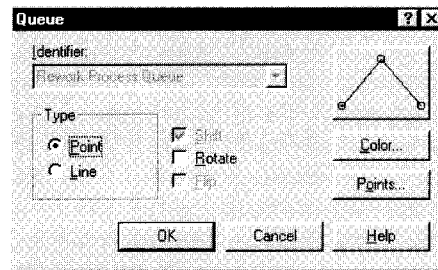 Queue
Identifier:
Rework Process Queue
Type
Point
Line
Shift
Rotate
Flip
Color...
Points...
OK
Cancel
Help